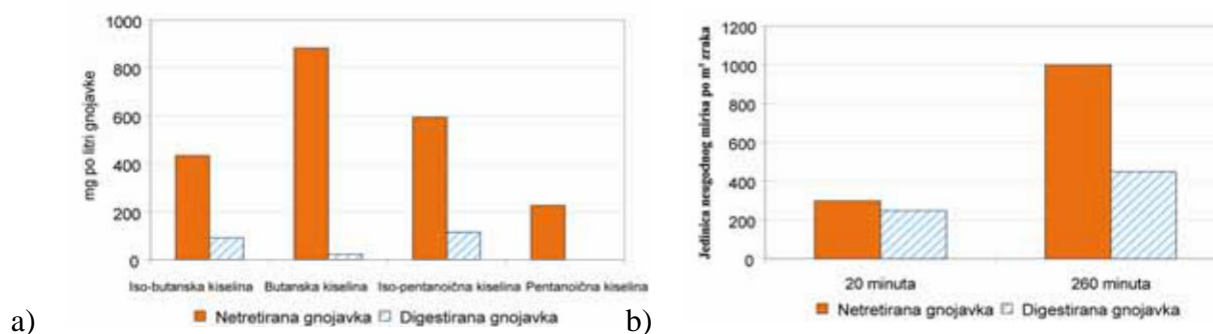 a)
mg po litri gnojavke
1000
800
600
400
200
0
Iso-butanska kiselina Butanska kiselina Iso-pentanoična kiselina Pentanoična kiselina
Netretirana gnojavka Digestirana gnojavka
b)
Jedinica neugodnog mirisa po m³ zraka
1200
1000
800
600
400
200
0
20 minuta 260 minuta
Netretirana gnojavka Digestirana gnojavka